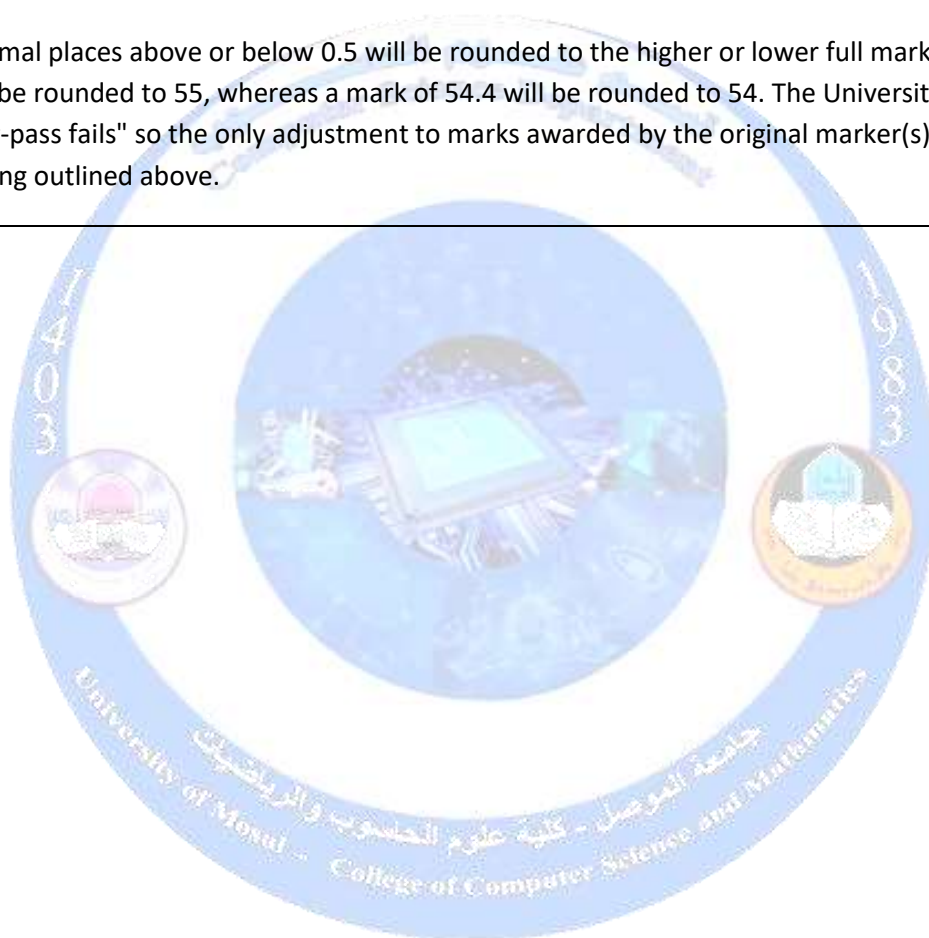 mal places above or below 0.5 will be rounded to the higher or lower full mark
be rounded to 55, whereas a mark of 54.4 will be rounded to 54. The Universit
-pass fails" so the only adjustment to marks awarded by the original marker(s)
ng outlined above.
1403
1983
جامعة الموصل - كلية علوم الحاسوب والرياضيات
University of Mosul - College of Computer Science and Mathematics